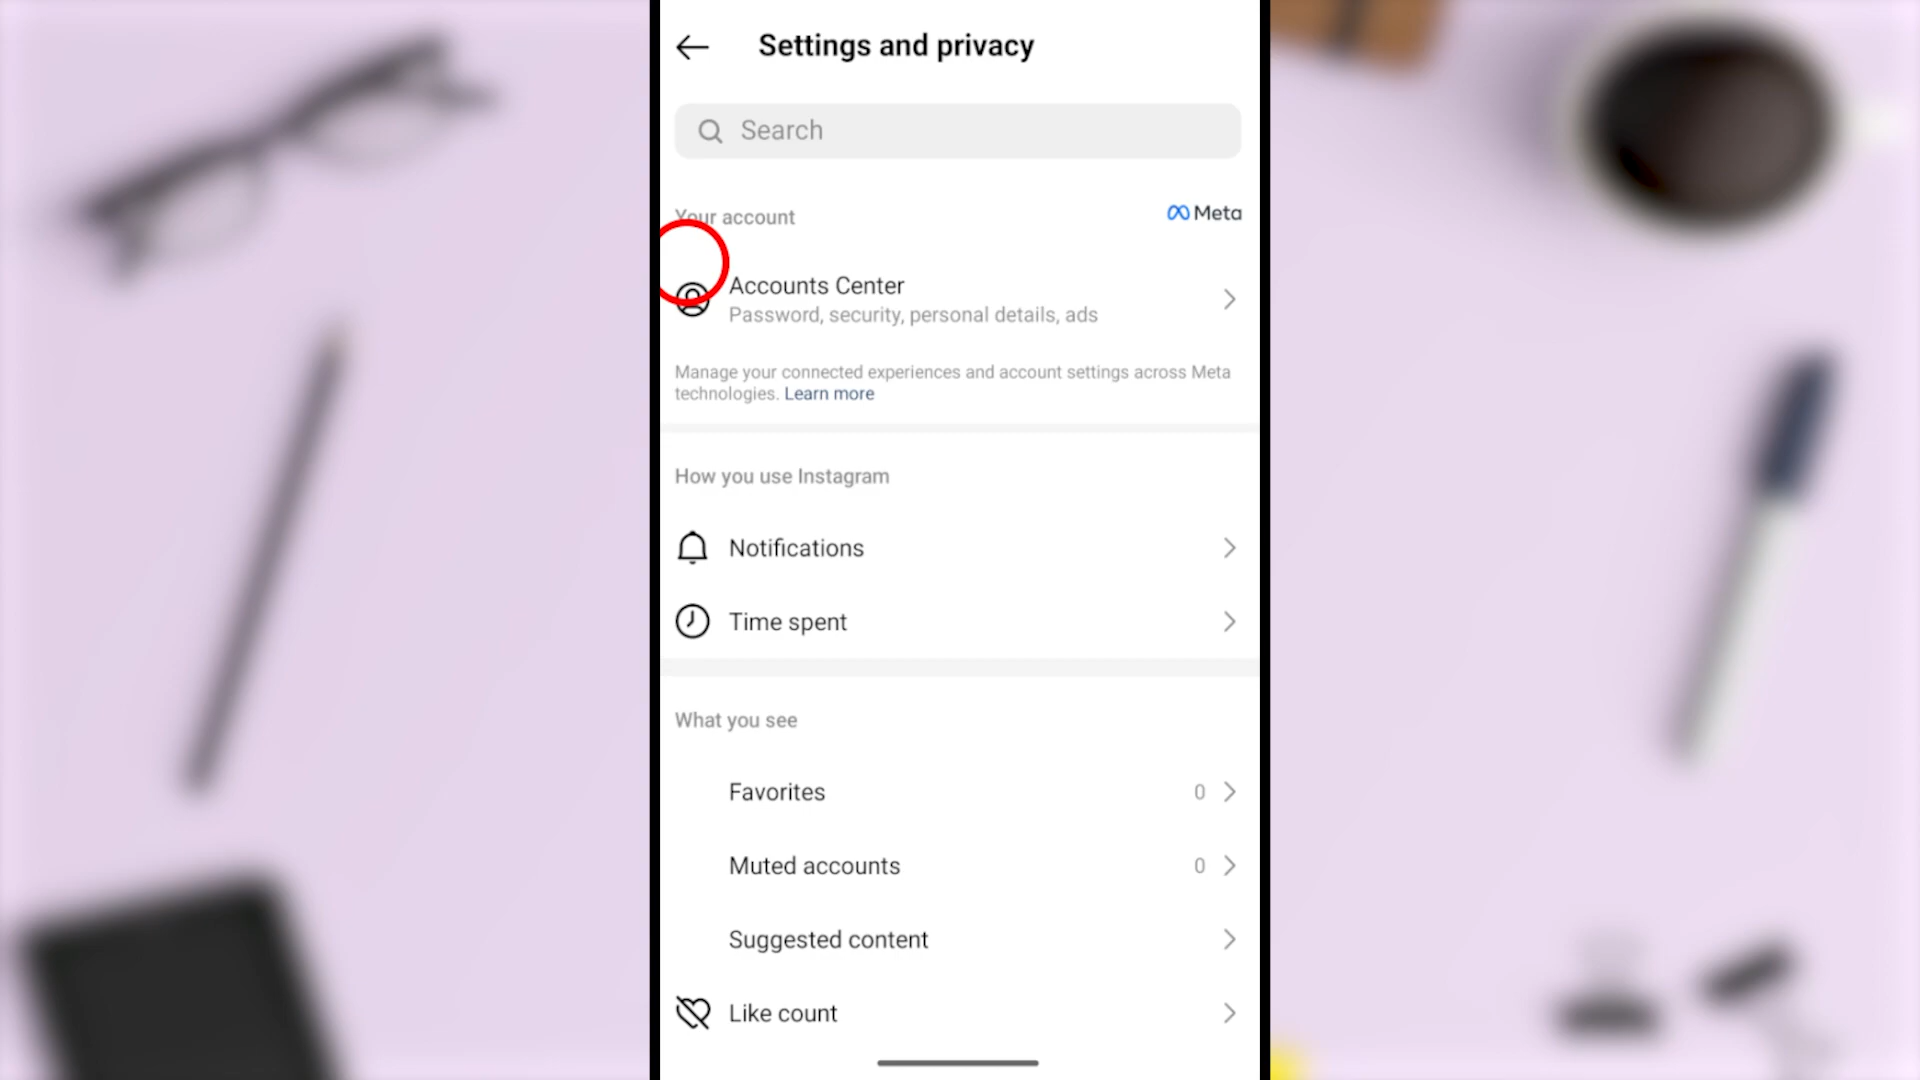 Settings and privacy
Search
Your account
Meta
Accounts Center
Password, security, personal details, ads
Manage your connected experiences and account settings across Meta
technologies. Learn more
How you use Instagram
Notifications
Time spent
What you see
Favorites 0
Muted accounts 0
Suggested content
Like count